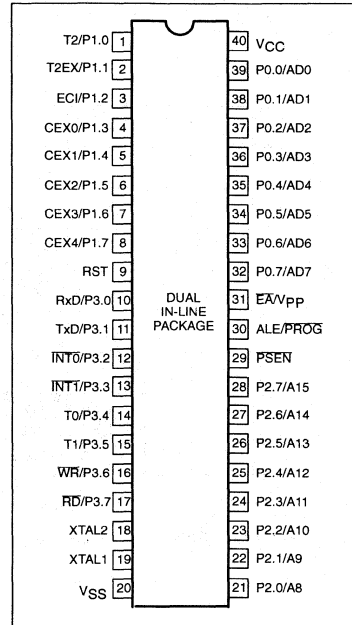 T2/P1.0 1
T2EX/P1.1 2
ECI/P1.2 3
CEX0/P1.3 4
CEX1/P1.4 5
CEX2/P1.5 6
CEX3/P1.6 7
CEX4/P1.7 8
RST 9
RxD/P3.0 10
TxD/P3.1 11
INT0/P3.2 12
INT1/P3.3 13
T0/P3.4 14
T1/P3.5 15
WR/P3.6 16
RD/P3.7 17
XTAL2 18
XTAL1 19
VSS 20
DUAL
IN-LINE
PACKAGE
40 VCC
39 P0.0/AD0
38 P0.1/AD1
37 P0.2/AD2
36 P0.3/AD3
35 P0.4/AD4
34 P0.5/AD5
33 P0.6/AD6
32 P0.7/AD7
31 EA/VPP
30 ALE/PROG
29 PSEN
28 P2.7/A15
27 P2.6/A14
26 P2.5/A13
25 P2.4/A12
24 P2.3/A11
23 P2.2/A10
22 P2.1/A9
21 P2.0/A8